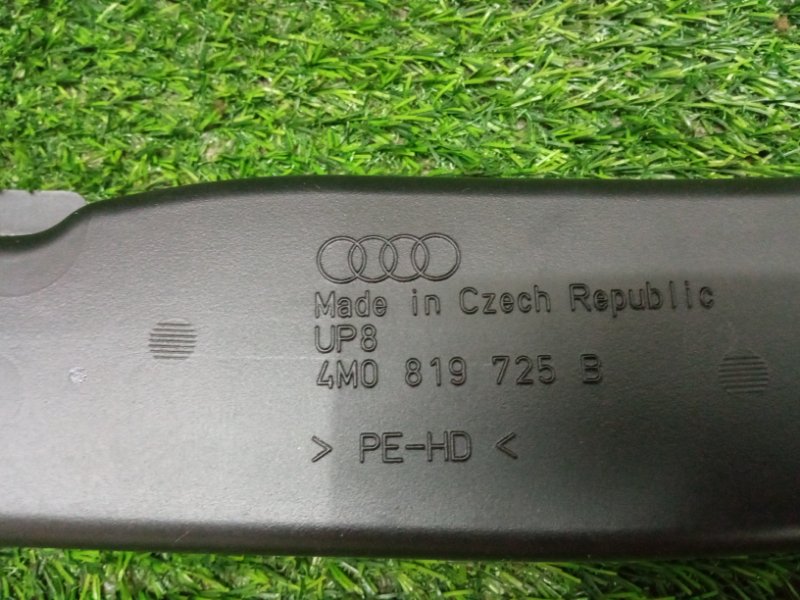 Made in Czech Republic
UP8
4M0 819 725 B
> PE-HD <